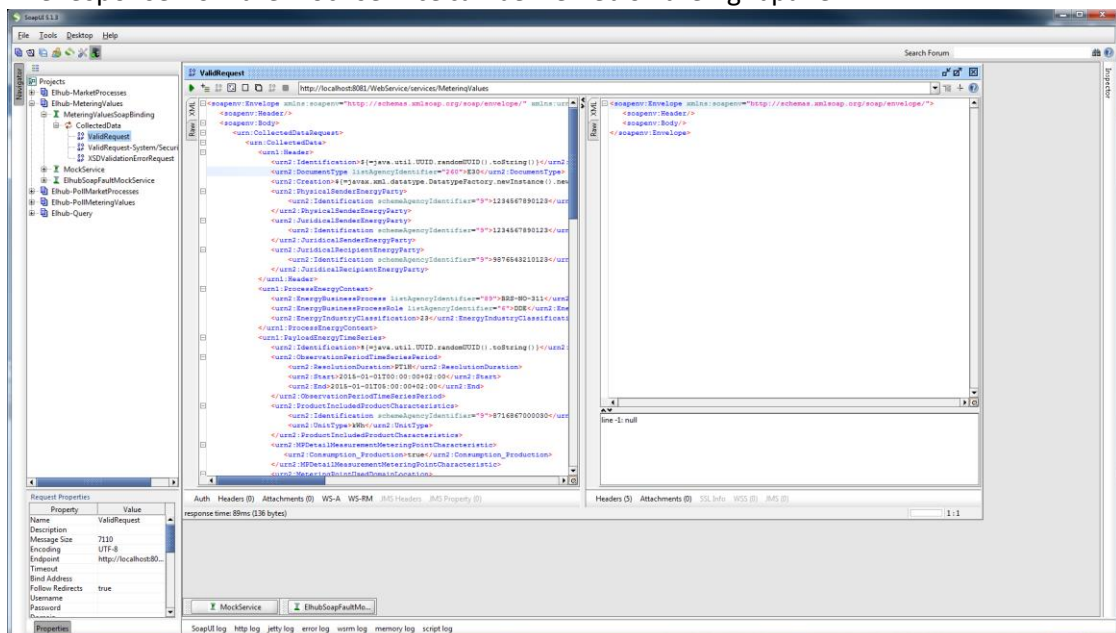 SoapUI 5.1.3
File Tools Desktop Help
Search Forum
Navigator
Projects
Elhub-MarketProcesses
Elhub-MeteringValues
MeteringValuesSoapBinding
CollectedData
ValidRequest
ValidRequest-System/Securi
XSDValidationErrorRequest
MockService
ElhubSoapFaultMockService
Elhub-PollMarketProcesses
Elhub-PollMeteringValues
Elhub-Query
ValidRequest
http://localhost:8081/WebService/services/MeteringValues
XML
Raw
<soapenv:Envelope xmlns:soapenv="http://schemas.xmlsoap.org/soap/envelope/" xmlns:urn
<soapenv:Header/>
<soapenv:Body>
<urn:CollectedDataRequest>
<urn:CollectedData>
<urn1:Header>
<urn2:Identification>${=java.util.UUID.randomUUID().toString()}</urn2:
<urn2:DocumentType listAgencyIdentifier="260">E30</urn2:DocumentType>
<urn2:Creation>${=javax.xml.datatype.DatatypeFactory.newInstance().new
<urn2:PhysicalSenderEnergyParty>
<urn2:Identification schemeAgencyIdentifier="9">1234567890123</urn
</urn2:PhysicalSenderEnergyParty>
<urn2:JuridicalSenderEnergyParty>
<urn2:Identification schemeAgencyIdentifier="9">1234567890123</urn
</urn2:JuridicalSenderEnergyParty>
<urn2:JuridicalRecipientEnergyParty>
<urn2:Identification schemeAgencyIdentifier="9">9876543210123</urn
</urn2:JuridicalRecipientEnergyParty>
</urn1:Header>
<urn1:ProcessEnergyContext>
<urn2:EnergyBusinessProcess listAgencyIdentifier="89">BRS-NO-311</urn2
<urn2:EnergyBusinessProcessRole listAgencyIdentifier="6">DDE</urn2:Ene
<urn2:EnergyIndustryClassification>23</urn2:EnergyIndustryClassificati
</urn1:ProcessEnergyContext>
<urn1:PayloadEnergyTimeSeries>
<urn2:Identification>${=java.util.UUID.randomUUID().toString()}</urn2:
<urn2:ObservationPeriodTimeSeriesPeriod>
<urn2:ResolutionDuration>PT1H</urn2:ResolutionDuration>
<urn2:Start>2015-01-01T00:00:00+02:00</urn2:Start>
<urn2:End>2015-01-01T05:00:00+02:00</urn2:End>
</urn2:ObservationPeriodTimeSeriesPeriod>
<urn2:ProductIncludedProductCharacteristics>
<urn2:Identification schemeAgencyIdentifier="9">8716867000030</urn
<urn2:UnitType>kWh</urn2:UnitType>
</urn2:ProductIncludedProductCharacteristics>
<urn2:MPDetailMeasurementMeteringPointCharacteristic>
<urn2:Consumption_Production>true</urn2:Consumption_Production>
</urn2:MPDetailMeasurementMeteringPointCharacteristic>
<urn2:MeteringPointUsedDomainLocation>
Auth Headers (0) Attachments (0) WS-A WS-RM JMS Headers JMS Property (0)
response time: 89ms (136 bytes)
XML
Raw
<soapenv:Envelope xmlns:soapenv="http://schemas.xmlsoap.org/soap/envelope/">
<soapenv:Header/>
<soapenv:Body/>
</soapenv:Envelope>
line -1: null
Headers (5) Attachments (0) SSL Info WSS (0) JMS (0)
1:1
Inspector
Request Properties
Property Value
Name ValidRequest
Description
Message Size 7110
Encoding UTF-8
Endpoint http://localhost:80...
Timeout
Bind Address
Follow Redirects true
Username
Password
Properties
MockService ElhubSoapFaultMo...
SoapUI log http log jetty log error log wsrm log memory log script log